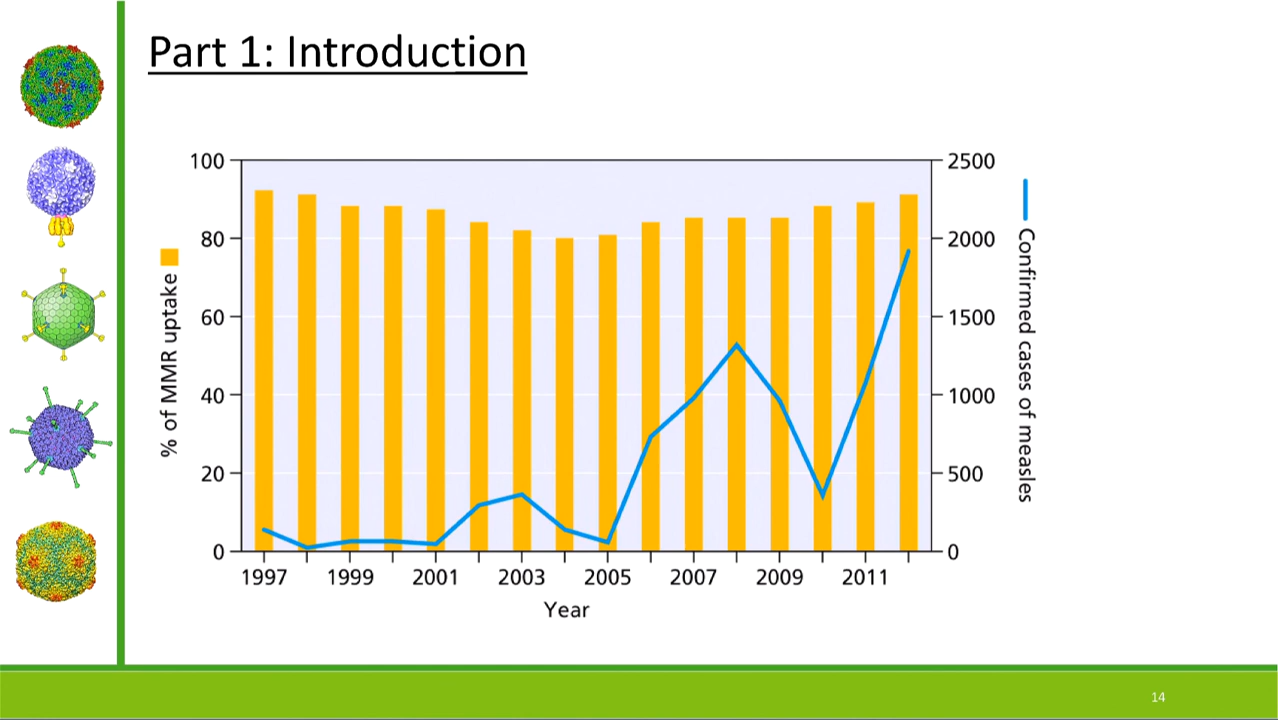 Part 1: Introduction
100
80
60
40
20
0
% of MMR uptake
2500
2000
1500
1000
500
0
Confirmed cases of measles
1997 1999 2001 2003 2005 2007 2009 2011
Year
14